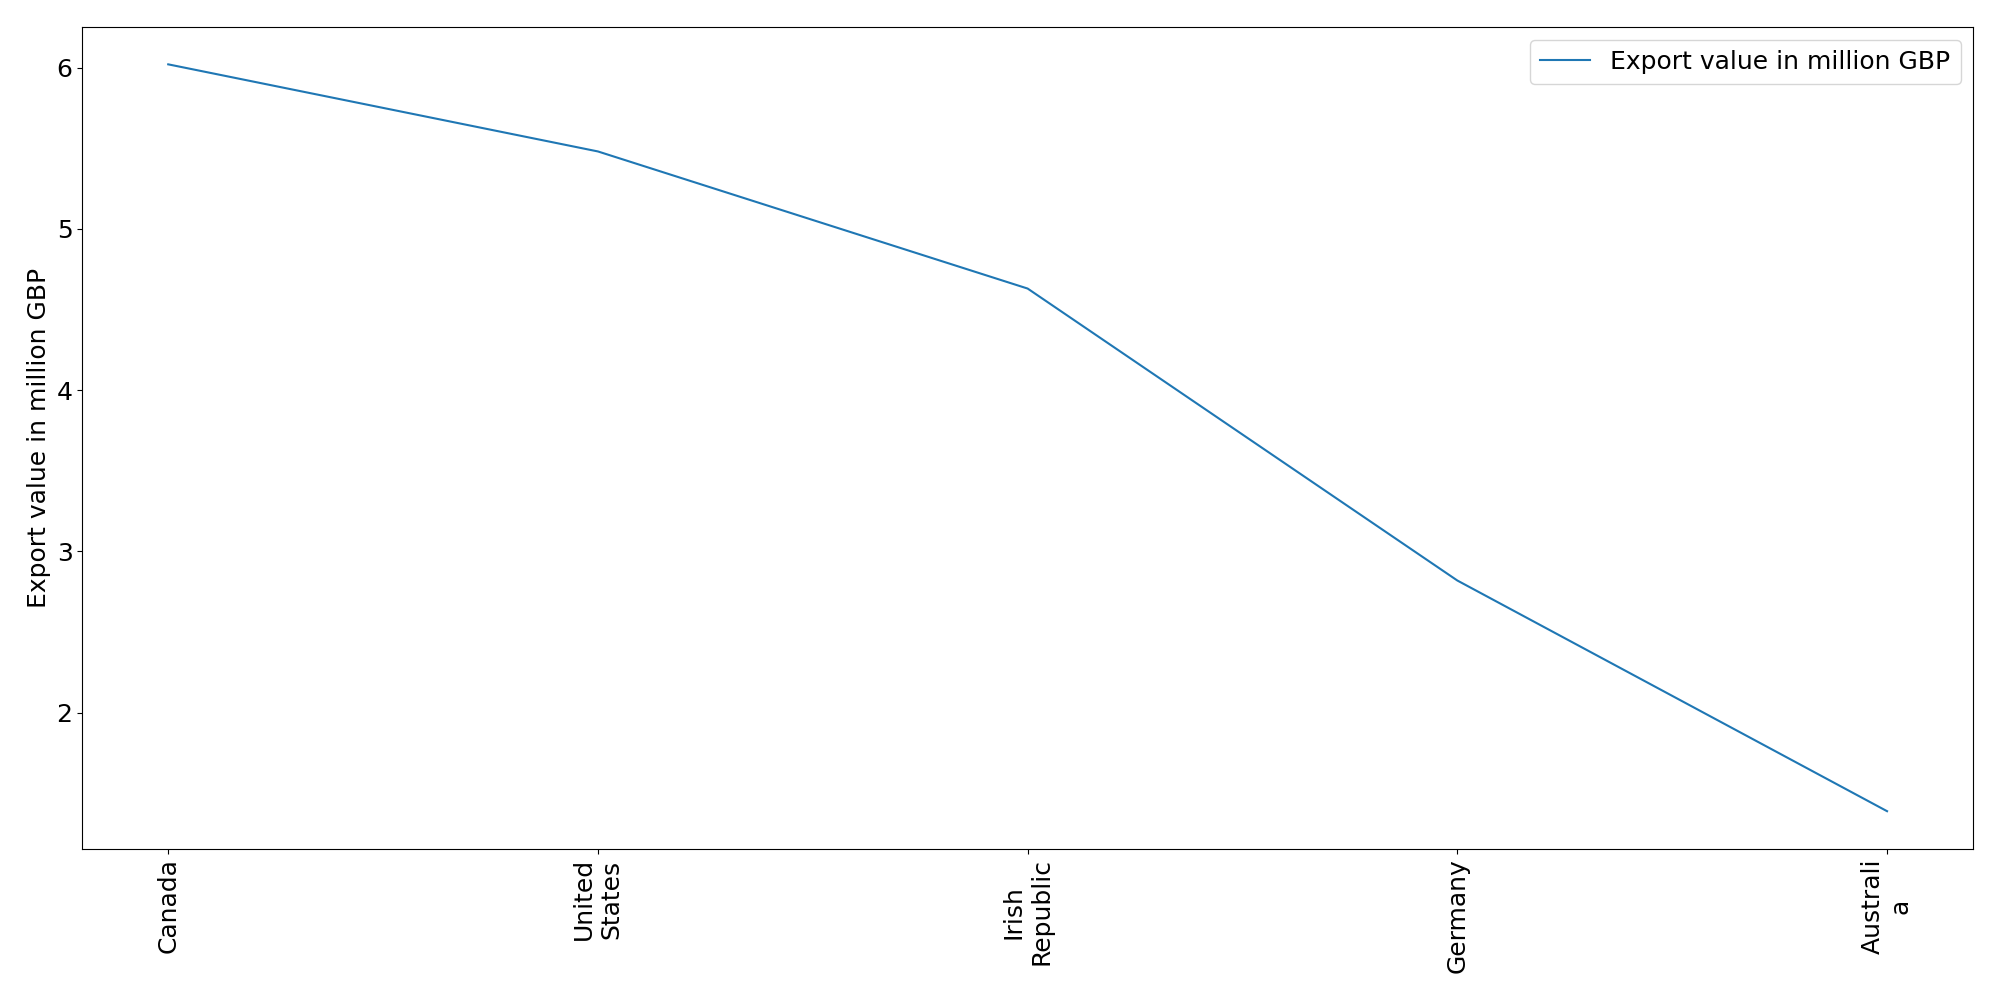 Export value in million GBP
6
5
4
3
2
Export value in million GBP
Canada
United
States
Irish
Republic
Germany
Australi
a